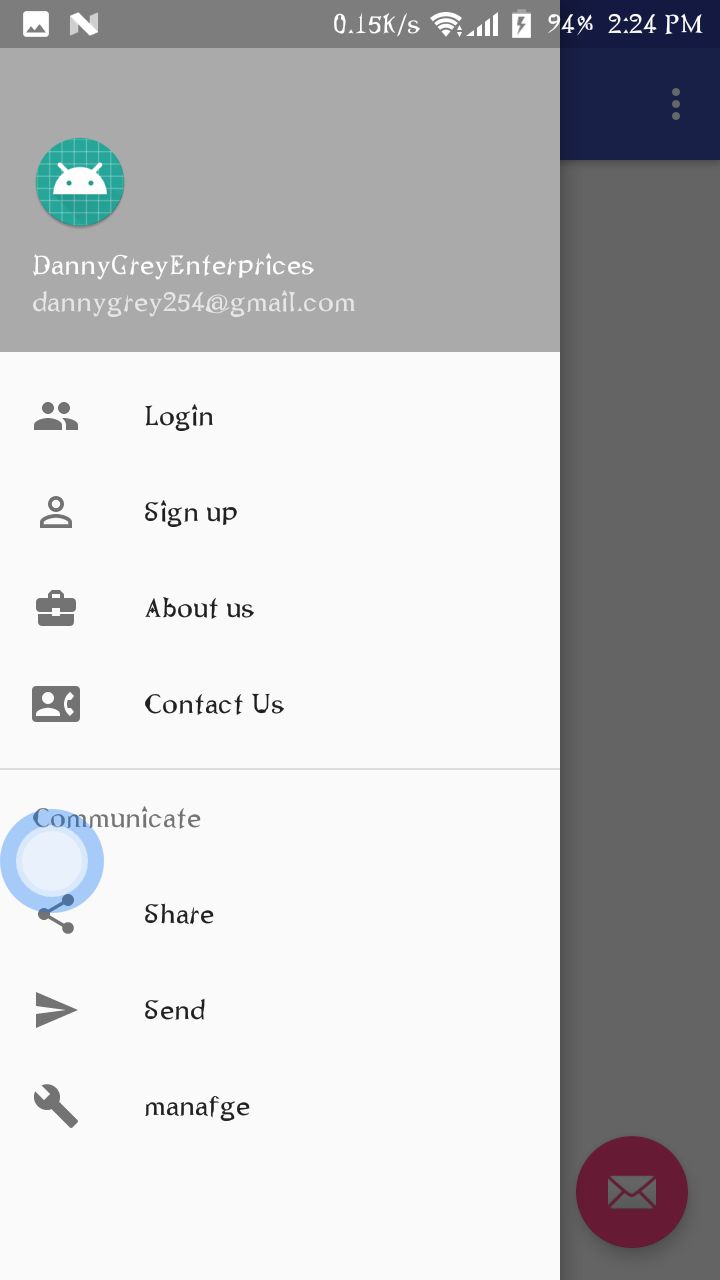 0.15K/s 94% 2:24 PM
DannyGreyEnterprices
dannygrey254@gmail.com
Login
Sign up
About us
Contact Us
Communicate
Share
Send
manafge